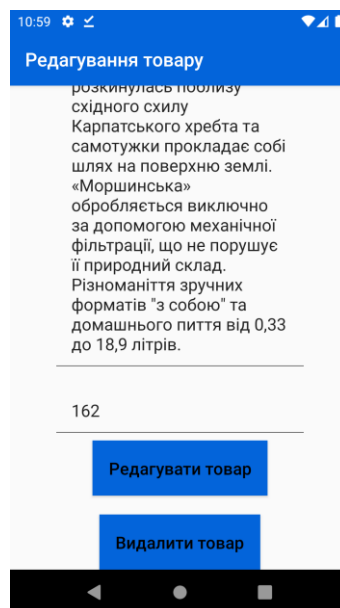 10:59
Редагування товару
розкинулась поблизу
східного схилу
Карпатського хребта та
самотужки прокладає собі
шлях на поверхню землі.
«Моршинська»
обробляється виключно
за допомогою механічної
фільтрації, що не порушує
її природний склад.
Різноманіття зручних
форматів "з собою" та
домашнього пиття від 0,33
до 18,9 літрів.
162
Редагувати товар
Видалити товар